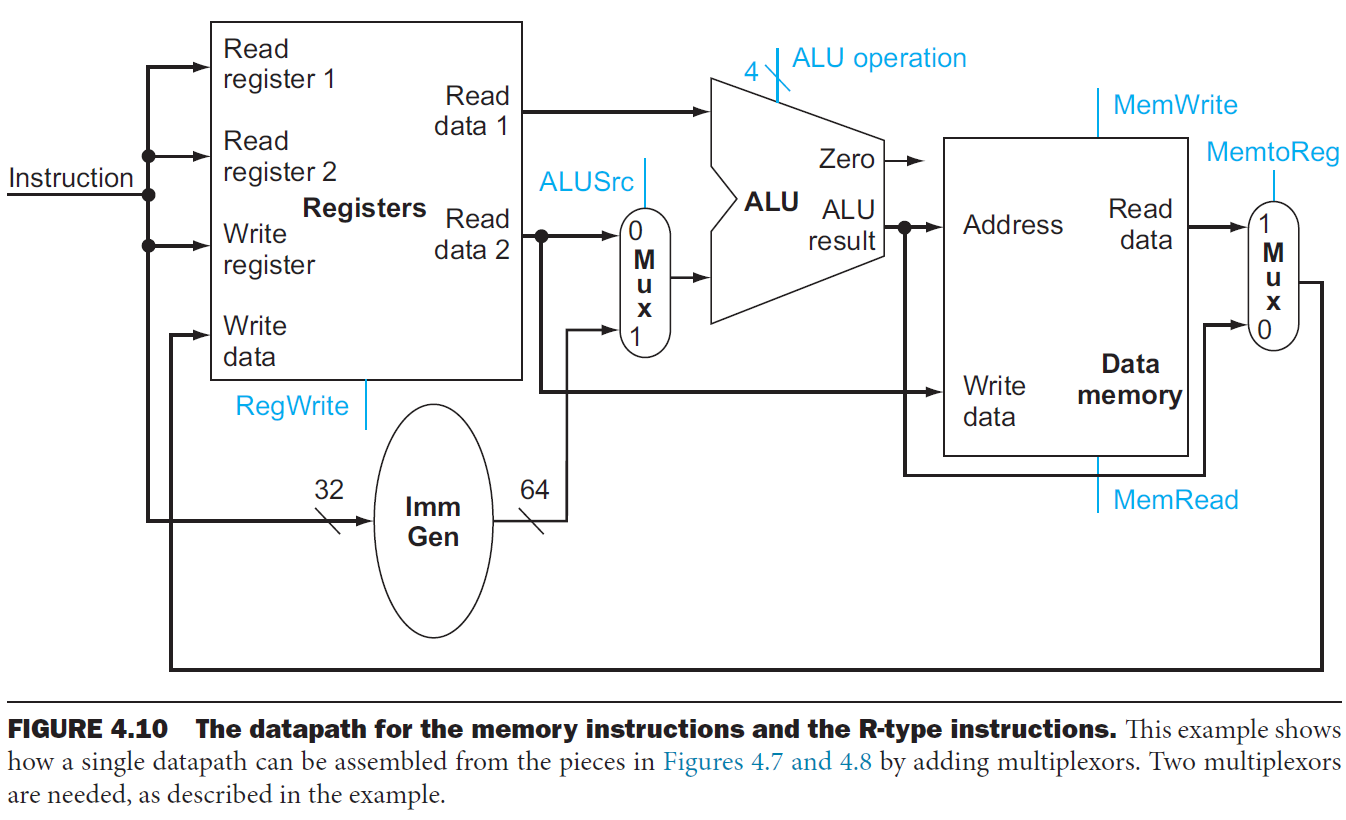 Instruction
Read
register 1
Read
register 2
Write
register
Write
data
Registers
Read
data 1
Read
data 2
RegWrite
32
Imm
Gen
64
ALUSrc
0
M
u
x
1
4
ALU operation
Zero
ALU
ALU
result
MemWrite
Address
Read
data
Write
data
Data
memory
MemRead
MemtoReg
1
M
u
x
0
FIGURE 4.10 The datapath for the memory instructions and the R-type instructions. This example shows
how a single datapath can be assembled from the pieces in Figures 4.7 and 4.8 by adding multiplexors. Two multiplexors
are needed, as described in the example.